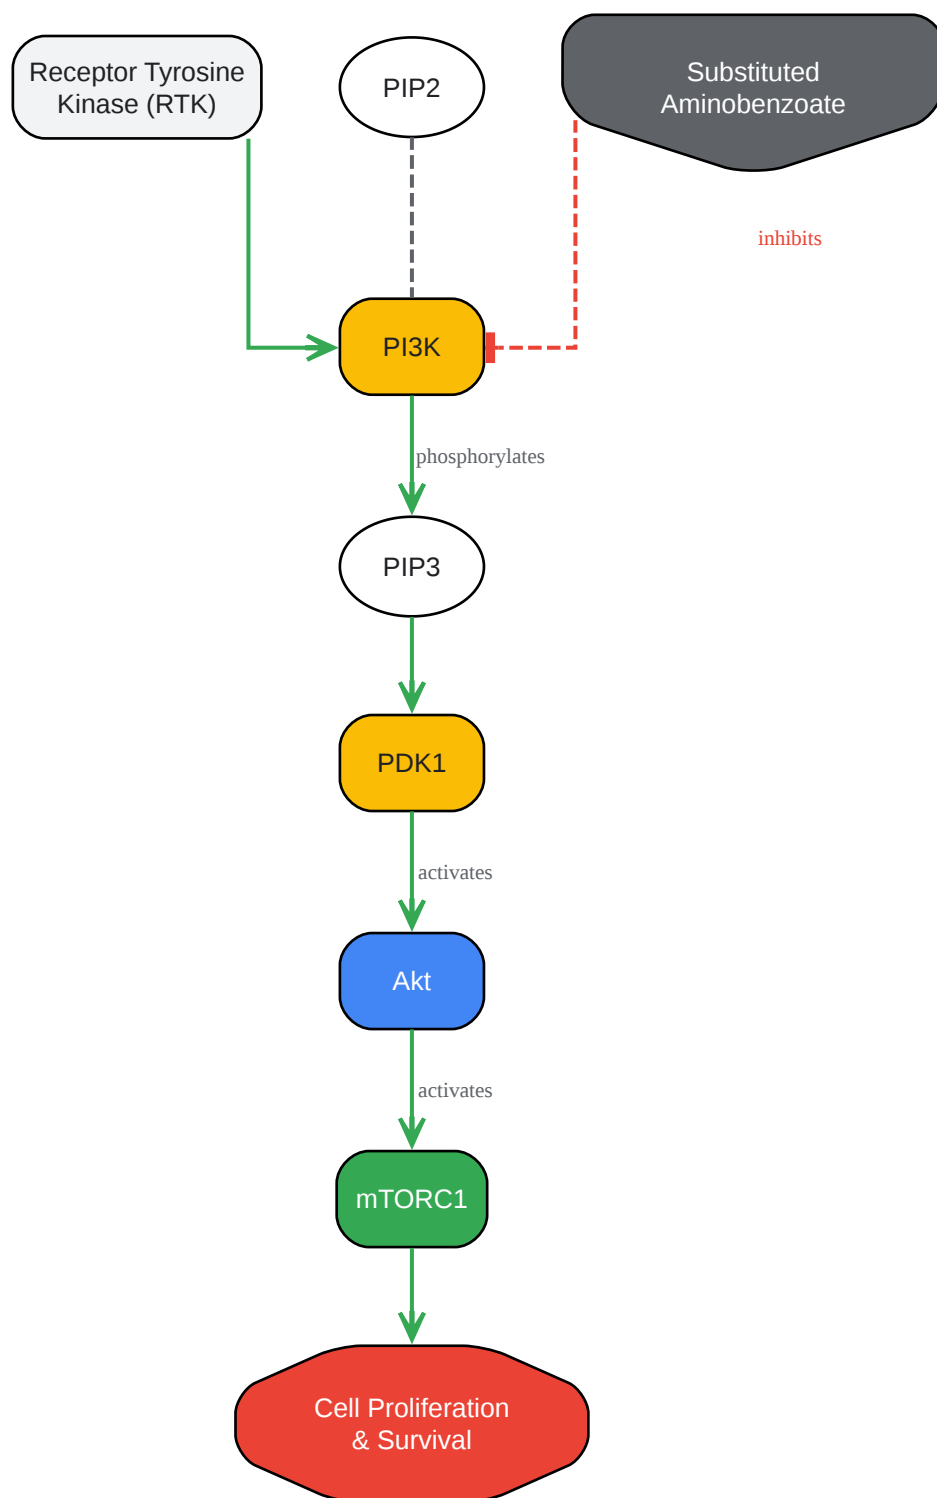 Receptor Tyrosine
Kinase (RTK)
PIP2
Substituted
Aminobenzoate
inhibits
PI3K
phosphorylates
PIP3
PDK1
activates
Akt
activates
mTORC1
Cell Proliferation
& Survival